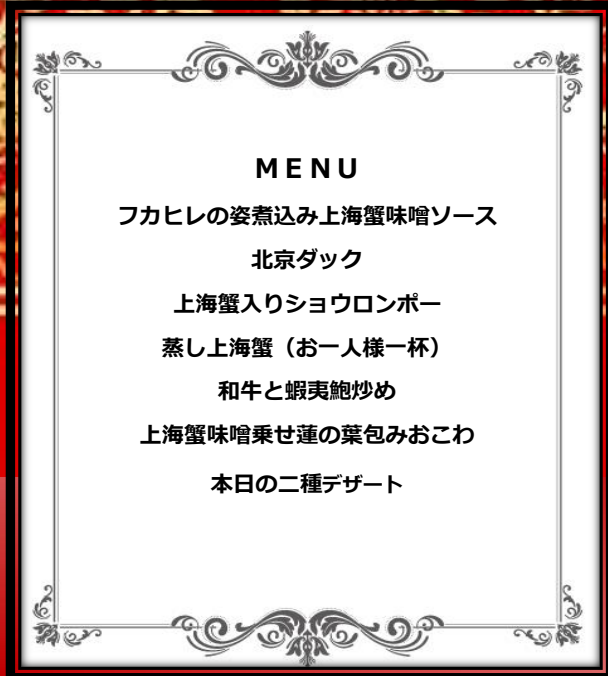 ＭＥＮＵ
フカヒレの姿煮込み上海蟹味噌ソース
北京ダック
上海蟹入りショウロンポー
蒸し上海蟹（お一人様一杯）
和牛と蝦夷鮑炒め
上海蟹味噌乗せ蓮の葉包みおこわ
本日の二種デザート